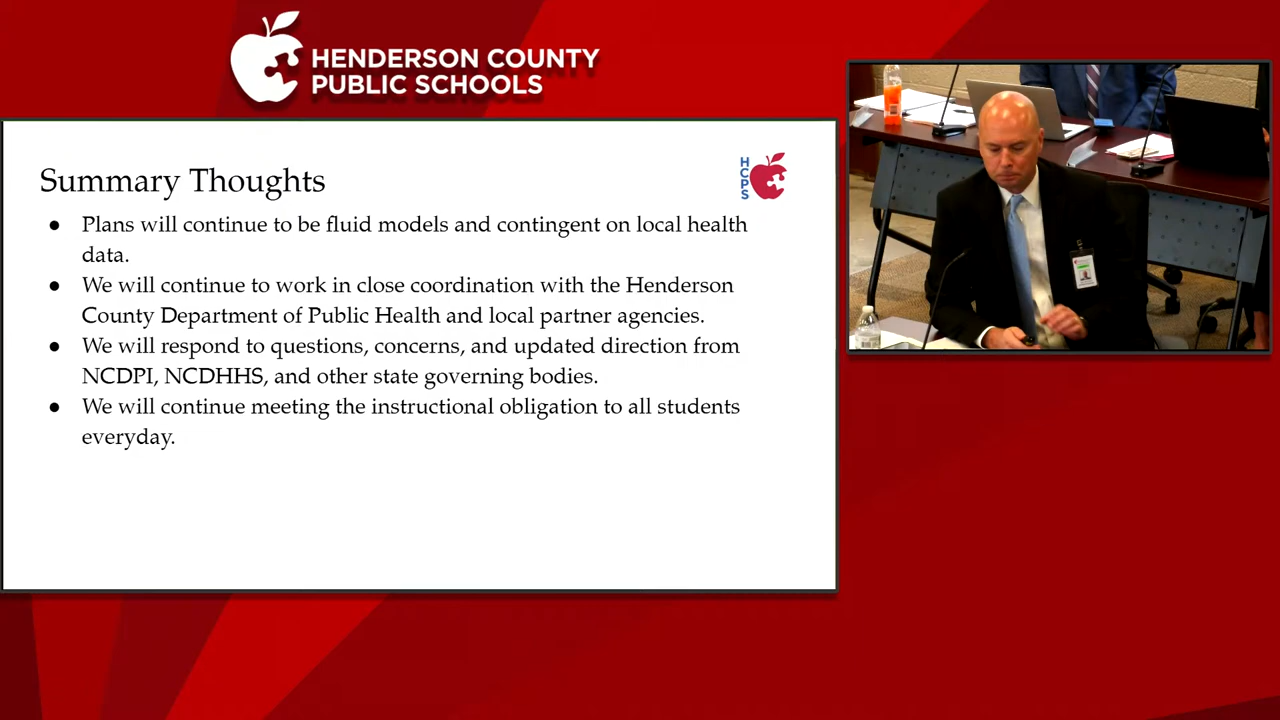 HENDERSON COUNTY
PUBLIC SCHOOLS
Summary Thoughts
HCPS
● Plans will continue to be fluid models and contingent on local health
data.
● We will continue to work in close coordination with the Henderson
County Department of Public Health and local partner agencies.
● We will respond to questions, concerns, and updated direction from
NCDPI, NCDHHS, and other state governing bodies.
● We will continue meeting the instructional obligation to all students
everyday.